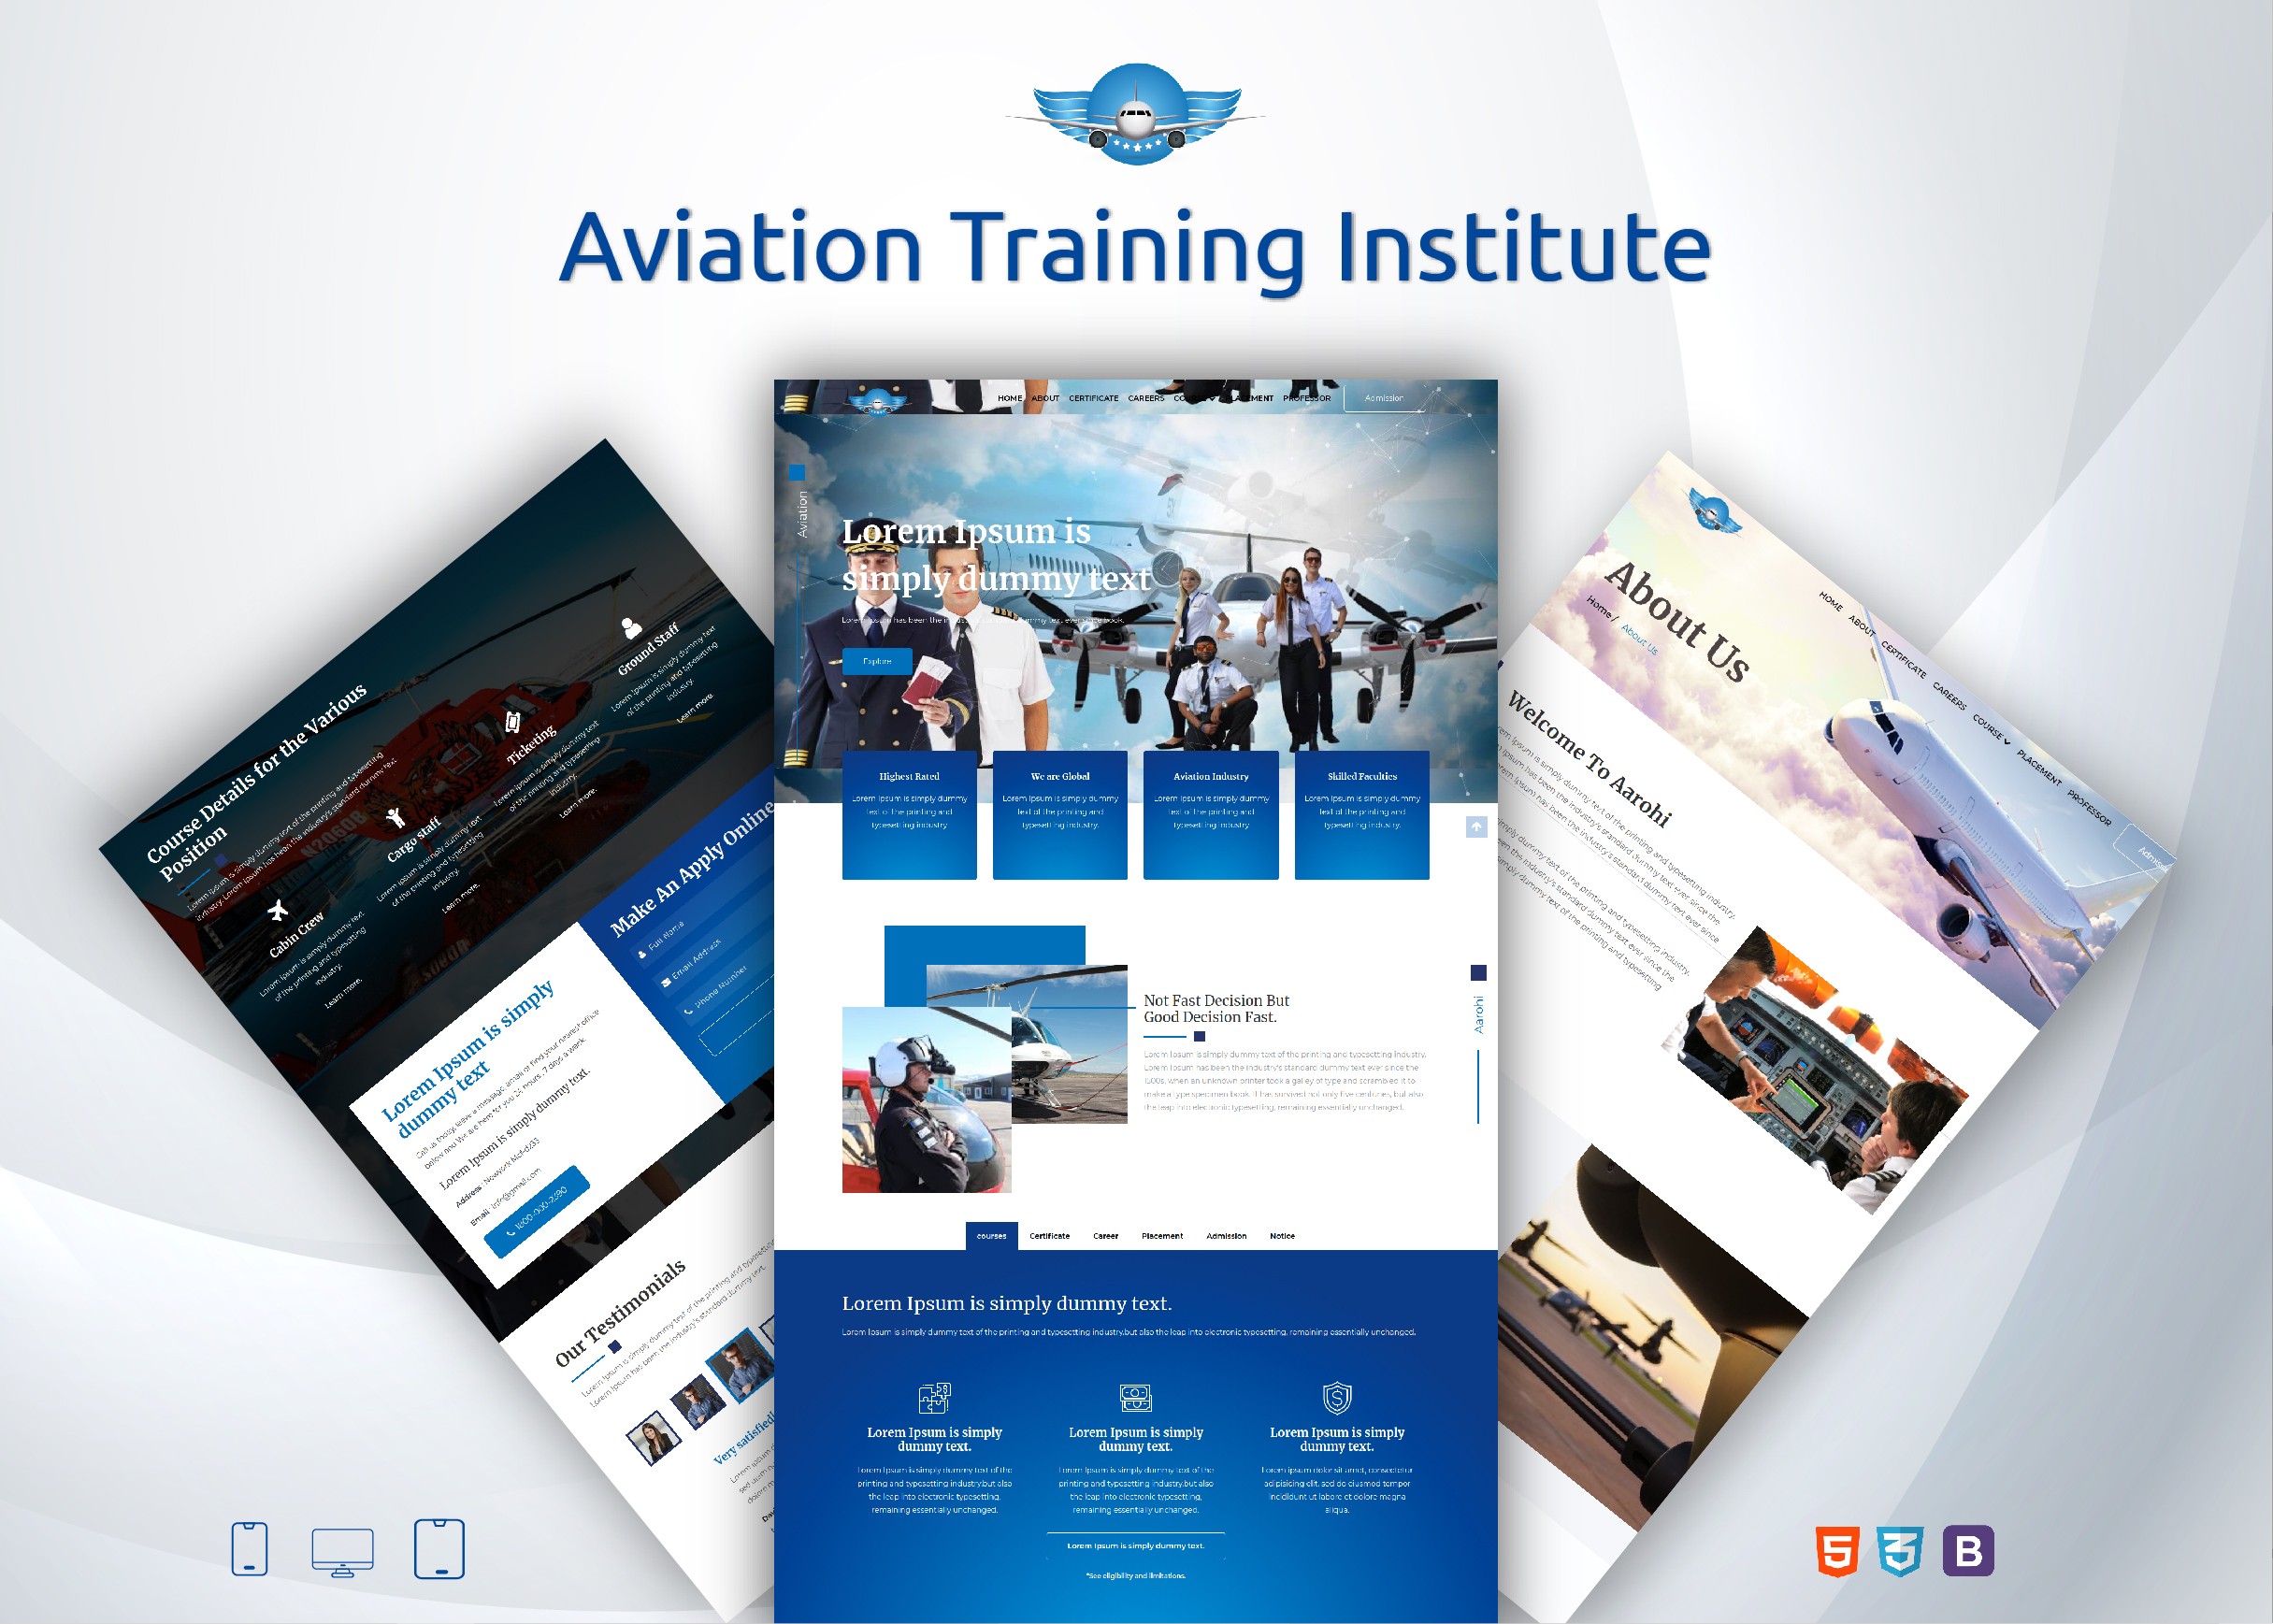 Aviation Training Institute
HOME ABOUT CERTIFICATE CAREERS COURSE PLACEMENT PROFESSOR Admission
Aviation
Lorem Ipsum is
simply dummy text
Lorem Ipsum has been the industry's standard dummy text ever since book.
Explore
Highest Rated
Lorem Ipsum is simply dummy
text of the printing and
typesetting industry
We are Global
Lorem Ipsum is simply dummy
text of the printing and
typesetting industry.
Aviation Industry
Lorem Ipsum is simply dummy
text of the printing and
typesetting industry
Skilled Faculties
Lorem Ipsum is simply dummy
text of the printing and
typesetting industry.
Not Fast Decision But
Good Decision Fast.
Lorem Ipsum is simply dummy text of the printing and typesetting industry.
Lorem Ipsum has been the industry's standard dummy text ever since the
1500s, when an unknown printer took a galley of type and scrambled it to
make a type specimen book. It has survived not only five centuries, but also
the leap into electronic typesetting, remaining essentially unchanged.
Aarohi
courses Certificate Career Placement Admission Notice
Lorem Ipsum is simply dummy text.
Lorem Ipsum is simply dummy text of the printing and typesetting industry.but also the leap into electronic typesetting, remaining essentially unchanged.
Lorem Ipsum is simply
dummy text.
Lorem Ipsum is simply dummy text of the
printing and typesetting industry.but also
the leap into electronic typesetting,
remaining essentially unchanged.
Lorem Ipsum is simply
dummy text.
Lorem Ipsum is simply dummy text of the
printing and typesetting industry.but also
the leap into electronic typesetting,
remaining essentially unchanged.
Lorem Ipsum is simply
dummy text.
Lorem ipsum dolor sit amet, consectetur
adipisicing elit, sed do eiusmod tempor
incididunt ut labore et dolore magna
aliqua.
Lorem Ipsum is simply dummy text.
*See eligibility and limitations.
Course Details for the Various
Position
Lorem Ipsum is simply dummy text of the printing and typesetting
industry. Lorem Ipsum has been the industry's standard dummy text
Cabin Crew
Lorem Ipsum is simply dummy text
of the printing and typesetting
industry.
Learn more.
Cargo staff
Lorem Ipsum is simply dummy text
of the printing and typesetting
industry.
Learn more.
Ticketing
Lorem Ipsum is simply dummy text
of the printing and typesetting
industry.
Learn more.
Ground Staff
Lorem Ipsum is simply dummy text
of the printing and typesetting
industry.
Learn more.
N206OB
Make An Apply Online
Full Name
Email Address
Phone Number
Lorem Ipsum is simply
dummy text
Call us today, leave a message, email or find your nearest office
below and We are here for you 24 hours, 7 days a week.
Lorem Ipsum is simply dummy text.
Address :
Email : info@gmail.com
Our Testimonials
Lorem Ipsum is simply dummy text of the printing and typesetting
Lorem Ipsum has been the industry's standard dummy text.
Very satisfied!
HOME ABOUT CERTIFICATE CAREERS COURSE PLACEMENT PROFESSOR
About Us
Home / About Us
Welcome To Aarohi
Ipsum is simply dummy text of the printing and typesetting industry.
Ipsum has been the industry's standard dummy text ever since the
Ipsum has been the industry's standard dummy text ever since
simply dummy text of the printing and typesetting industry.
the industry's standard dummy text ever since the
simply dummy text of the printing and typesetting
5 3 B